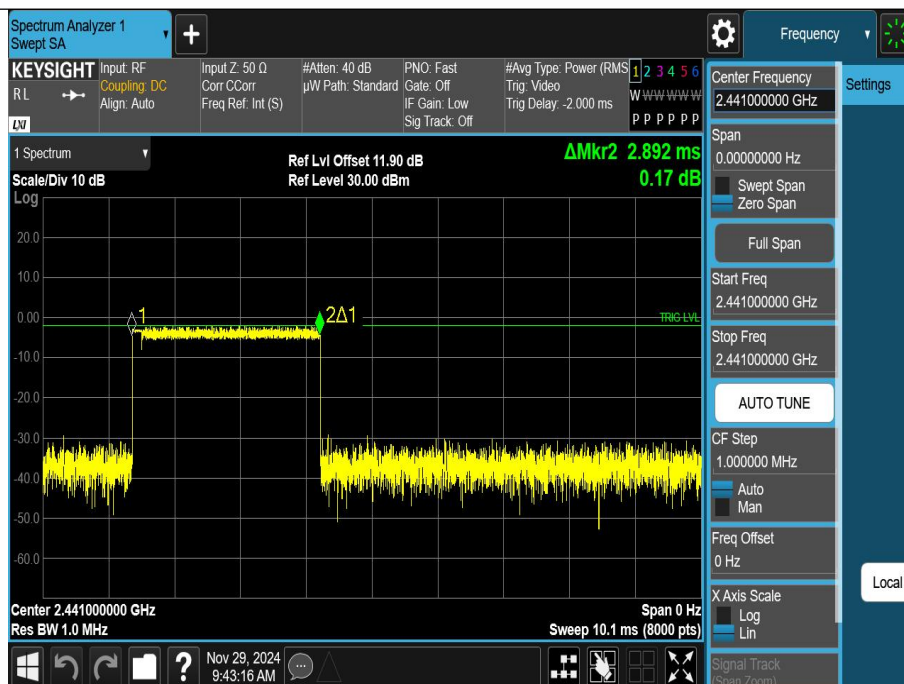 Spectrum Analyzer 1
Swept SA
+
Frequency
KEYSIGHT
RL
LXI
Input: RF
Coupling: DC
Align: Auto
Input Z: 50 Ω
Corr CCorr
Freq Ref: Int (S)
#Atten: 40 dB
µW Path: Standard
PNO: Fast
Gate: Off
IF Gain: Low
Sig Track: Off
#Avg Type: Power (RMS
Trig: Video
Trig Delay: -2.000 ms
1 2 3 4 5 6
W W W W W W
P P P P P P
1 Spectrum
Scale/Div 10 dB
Log
Ref Lvl Offset 11.90 dB
Ref Level 30.00 dBm
ΔMkr2 2.892 ms
0.17 dB
20.0
10.0
0.00
-10.0
-20.0
-30.0
-40.0
-50.0
-60.0
1
2Δ1
TRIG LVL
Center 2.441000000 GHz
Res BW 1.0 MHz
Span 0 Hz
Sweep 10.1 ms (8000 pts)
Center Frequency
2.441000000 GHz
Span
0.00000000 Hz
Swept Span
Zero Span
Full Span
Start Freq
2.441000000 GHz
Stop Freq
2.441000000 GHz
AUTO TUNE
CF Step
1.000000 MHz
Auto
Man
Freq Offset
0 Hz
X Axis Scale
Log
Lin
Signal Track
(Span Zoom)
Settings
Local
?
Nov 29, 2024
9:43:16 AM